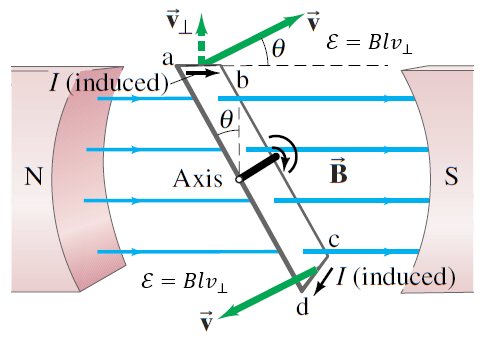 v⃗⊥
v⃗
a
θ
ℰ = Blv⊥
I (induced)
b
θ
N
Axis
B⃗
S
c
ℰ = Blv⊥
I (induced)
v⃗
d